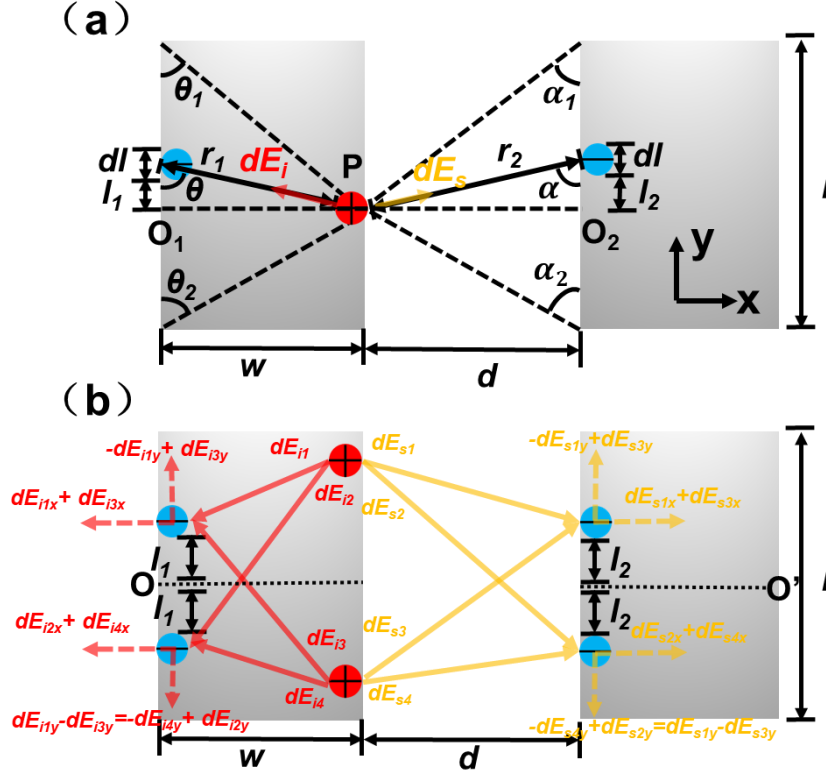 (a)
θ1
α1
dl
r1
dEi
P
dEs
r2
dl
l1
θ
α
l2
l
O1
O2
θ2
α2
y
x
w
d
(b)
-dEi1y+ dEi3y
dEi1
dEs1
-dEs1y+dEs3y
dEi1x+ dEi3x
dEi2
dEs2
dEs1x+dEs3x
l1
l2
O
O'
l
l1
l2
dEi2x+ dEi4x
dEi3
dEs3
dEs2x+dEs4x
dEi4
dEs4
dEi1y-dEi3y=-dEi4y+ dEi2y
-dEs4y+dEs2y=dEs1y-dEs3y
w
d